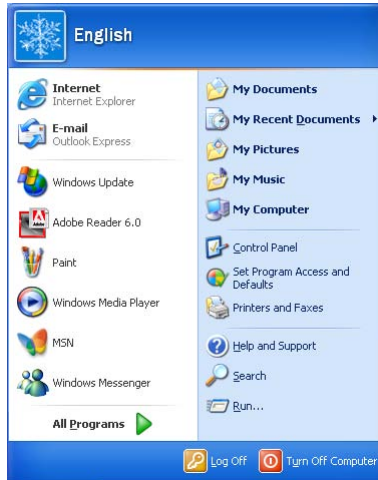 English
Internet
Internet Explorer
E-mail
Outlook Express
Windows Update
Adobe Reader 6.0
Paint
Windows Media Player
MSN
Windows Messenger
All Programs
My Documents
My Recent Documents
My Pictures
My Music
My Computer
Control Panel
Set Program Access and
Defaults
Printers and Faxes
Help and Support
Search
Run...
Log Off
Turn Off Computer